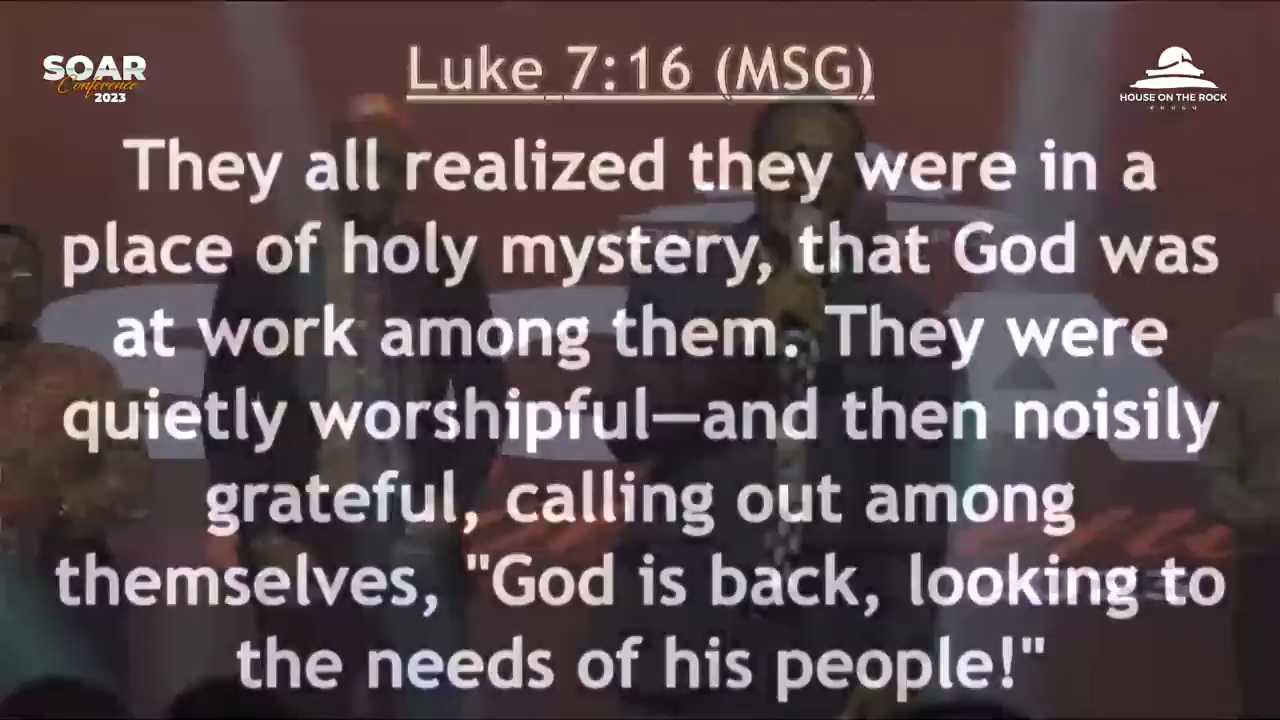 SOAR
Conference
2023
Luke 7:16 (MSG)
HOUSE ON THE ROCK
They all realized they were in a
place of holy mystery, that God was
at work among them. They were
quietly worshipful—and then noisily
grateful, calling out among
themselves, "God is back, looking to
the needs of his people!"